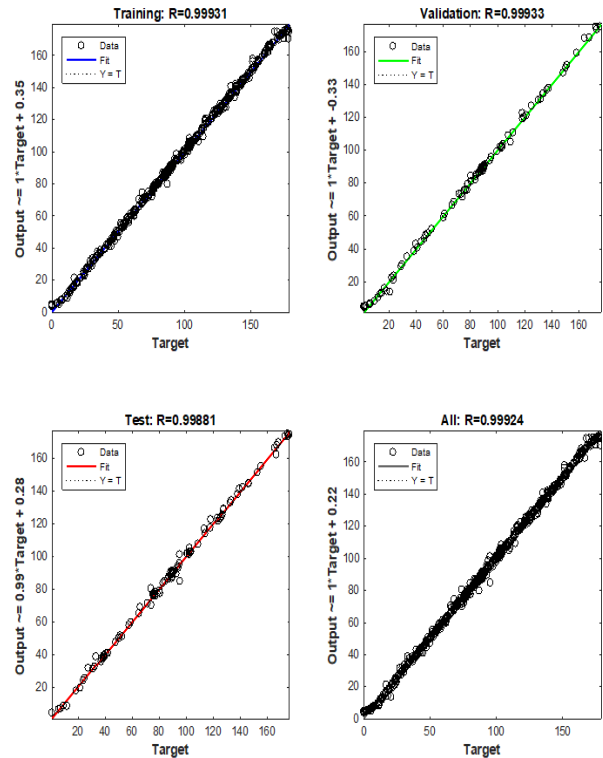 Training: R=0.99931
Output ~= 1*Target + 0.35
Data
Fit
Y = T
160
140
120
100
80
60
40
20
0
0 50 100 150
Target
Validation: R=0.99933
Output ~= 1*Target + -0.33
Data
Fit
Y = T
160
140
120
100
80
60
40
20
20 40 60 80 100 120 140 160
Target
Test: R=0.99881
Output ~= 0.99*Target + 0.28
Data
Fit
Y = T
160
140
120
100
80
60
40
20
20 40 60 80 100 120 140 160
Target
All: R=0.99924
Output ~= 1*Target + 0.22
Data
Fit
Y = T
160
140
120
100
80
60
40
20
0
0 50 100 150
Target